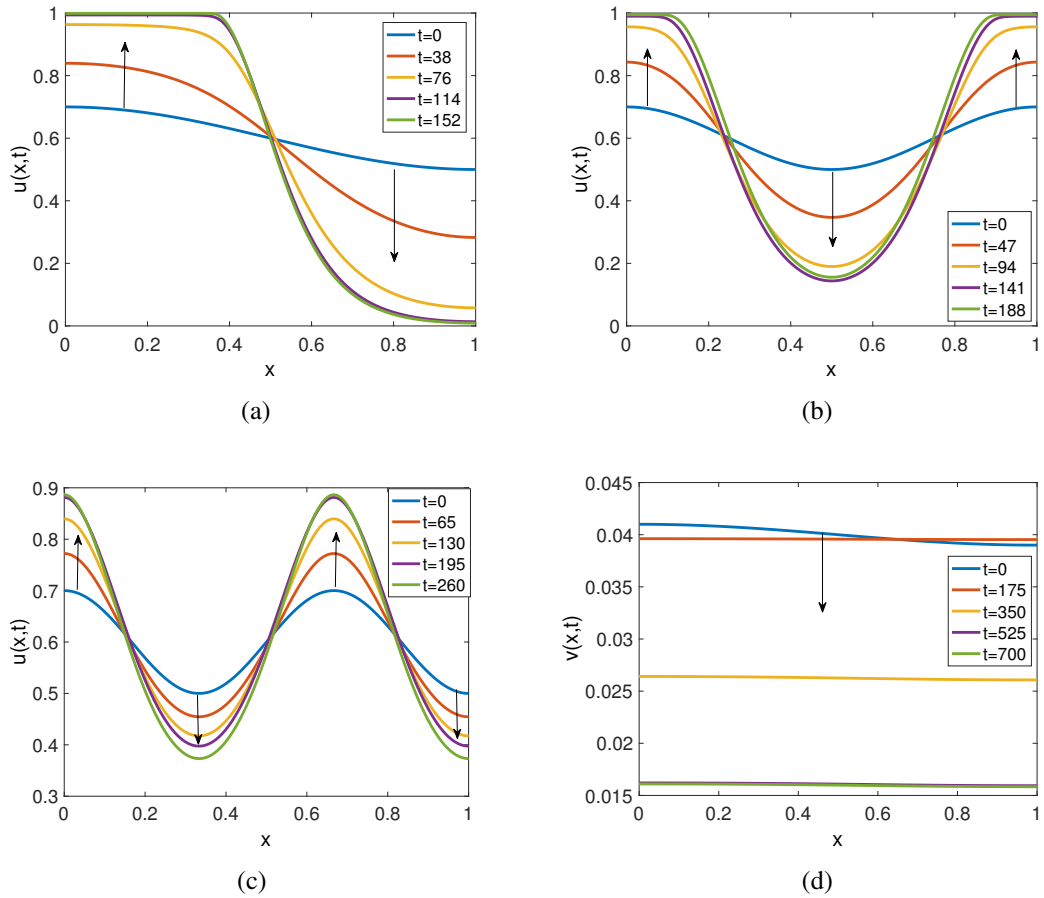 1
0.8
0.6
0.4
0.2
0
u(x,t)
0 0.2 0.4 0.6 0.8 1
x
t=0
t=38
t=76
t=114
t=152
(a)
1
0.8
0.6
0.4
0.2
0
u(x,t)
0 0.2 0.4 0.6 0.8 1
x
t=0
t=47
t=94
t=141
t=188
(b)
0.9
0.8
0.7
0.6
0.5
0.4
0.3
u(x,t)
0 0.2 0.4 0.6 0.8 1
x
t=0
t=65
t=130
t=195
t=260
(c)
0.045
0.04
0.035
0.03
0.025
0.02
0.015
v(x,t)
0 0.2 0.4 0.6 0.8 1
x
t=0
t=175
t=350
t=525
t=700
(d)